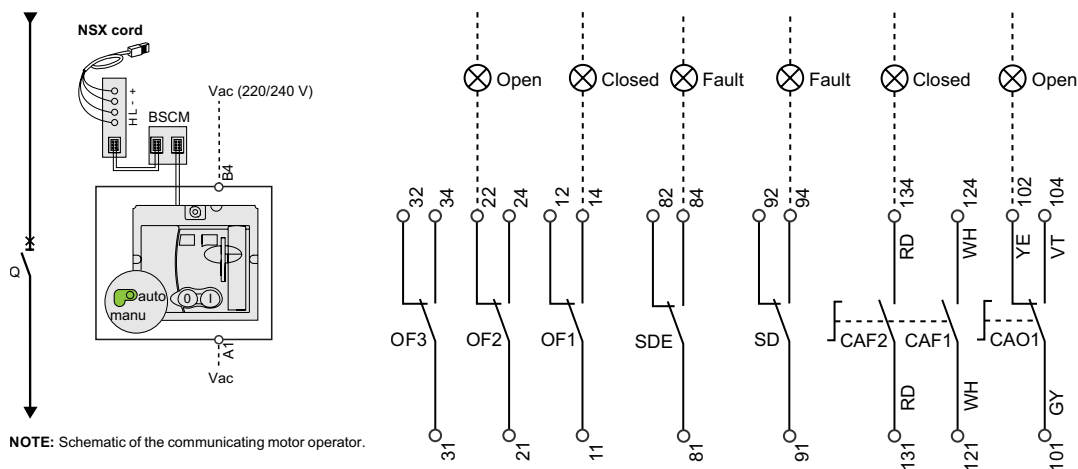 NSX cord
H L - +
BSCM
Vac (220/240 V)
B4
Q
auto
manu
0 I
A1
Vac
NOTE: Schematic of the communicating motor operator.
Open
Closed
Fault
Fault
Closed
Open
32
34
22
24
12
14
82
84
92
94
134
124
102
104
RD
WH
YE
VT
OF3
OF2
OF1
SDE
SD
CAF2
CAF1
CAO1
RD
WH
GY
31
21
11
81
91
131
121
101